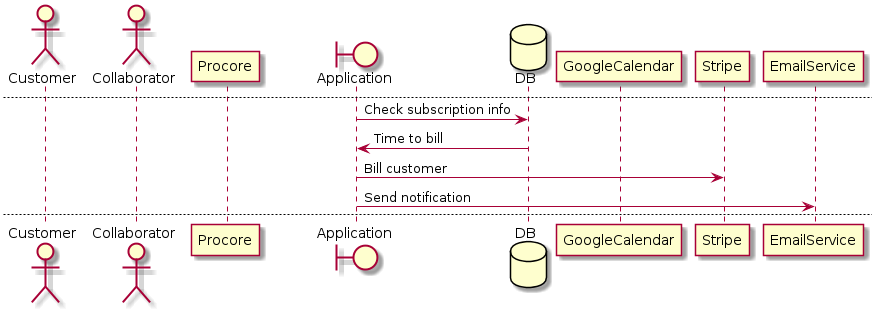 Customer Collaborator Procore Application DB GoogleCalendar Stripe EmailService
Check subscription info
Time to bill
Bill customer
Send notification
Customer Collaborator Procore Application DB GoogleCalendar Stripe EmailService